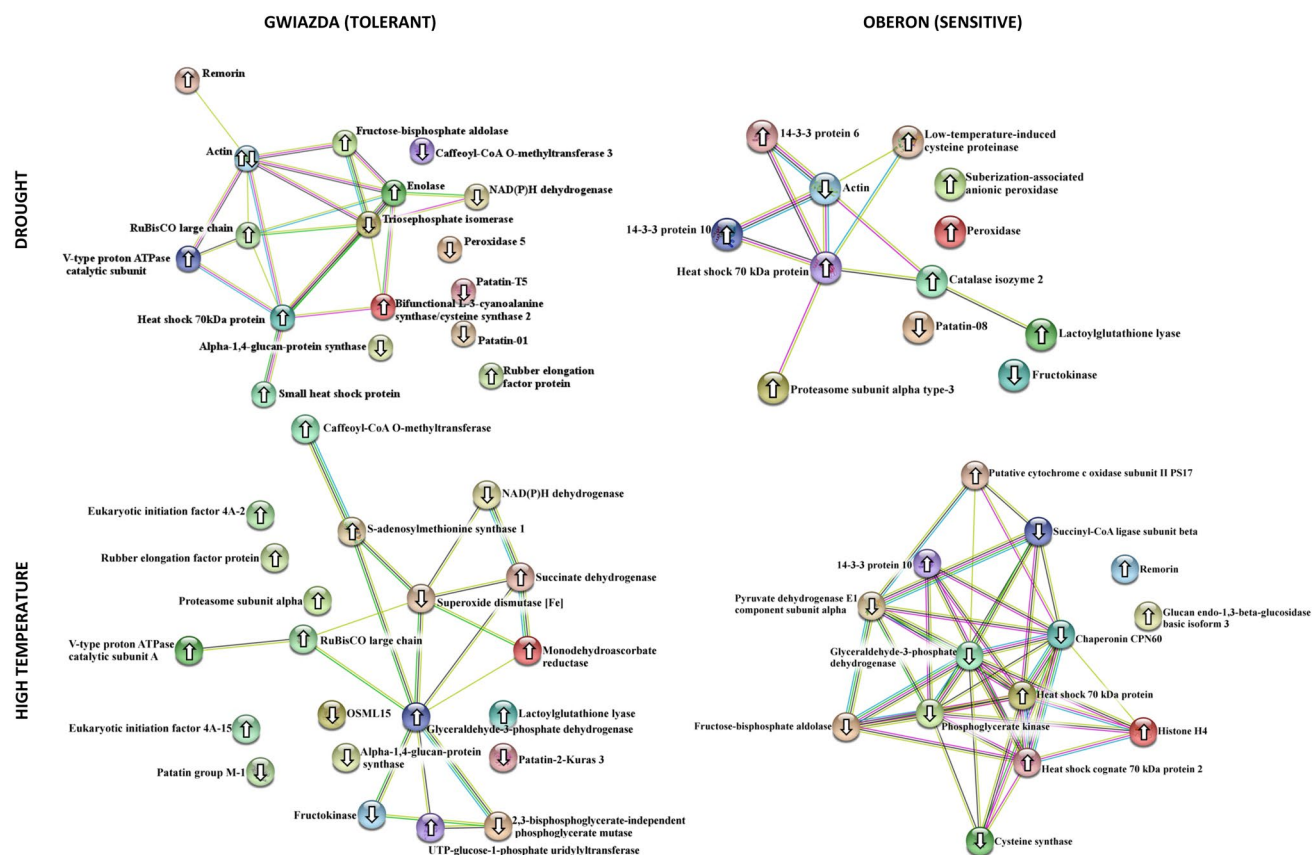 GWIAZDA (TOLERANT)
OBERON (SENSITIVE)
DROUGHT
Remorin
Fructose-bisphosphate aldolase
Actin
Caffeoyl-CoA O-methyltransferase 3
Enolase
NAD(P)H dehydrogenase
Triosephosphate isomerase
RuBisCO large chain
Peroxidase 5
V-type proton ATPase
catalytic subunit
Patatin-T5
Bifunctional L-3-cyanoalanine
synthase/cysteine synthase 2
Heat shock 70kDa protein
Patatin-01
Alpha-1,4-glucan-protein synthase
Rubber elongation
factor protein
Small heat shock protein
14-3-3 protein 6
Low-temperature-induced
cysteine proteinase
Actin
Suberization-associated
anionic peroxidase
14-3-3 protein 10
Peroxidase
Heat shock 70 kDa protein
Catalase isozyme 2
Patatin-08
Lactoylglutathione lyase
Fructokinase
Proteasome subunit alpha type-3
HIGH TEMPERATURE
Caffeoyl-CoA O-methyltransferase
NAD(P)H dehydrogenase
Eukaryotic initiation factor 4A-2
S-adenosylmethionine synthase 1
Rubber elongation factor protein
Succinate dehydrogenase
Proteasome subunit alpha
Superoxide dismutase [Fe]
V-type proton ATPase
catalytic subunit A
RuBisCO large chain
Monodehydroascorbate
reductase
OSML15
Lactoylglutathione lyase
Glyceraldehyde-3-phosphate dehydrogenase
Eukaryotic initiation factor 4A-15
Alpha-1,4-glucan-protein
synthase
Patatin-2-Kuras 3
Patatin group M-1
Fructokinase
2,3-bisphosphoglycerate-independent
phosphoglycerate mutase
UTP-glucose-1-phosphate uridylyltransferase
Putative cytochrome c oxidase subunit II PS17
Succinyl-CoA ligase subunit beta
14-3-3 protein 10
Remorin
Pyruvate dehydrogenase E1
component subunit alpha
Glucan endo-1,3-beta-glucosidase
basic isoform 3
Chaperonin CPN60
Glyceraldehyde-3-phosphate
dehydrogenase
Heat shock 70 kDa protein
Fructose-bisphosphate aldolase
Phosphoglycerate kinase
Histone H4
Heat shock cognate 70 kDa protein 2
Cysteine synthase